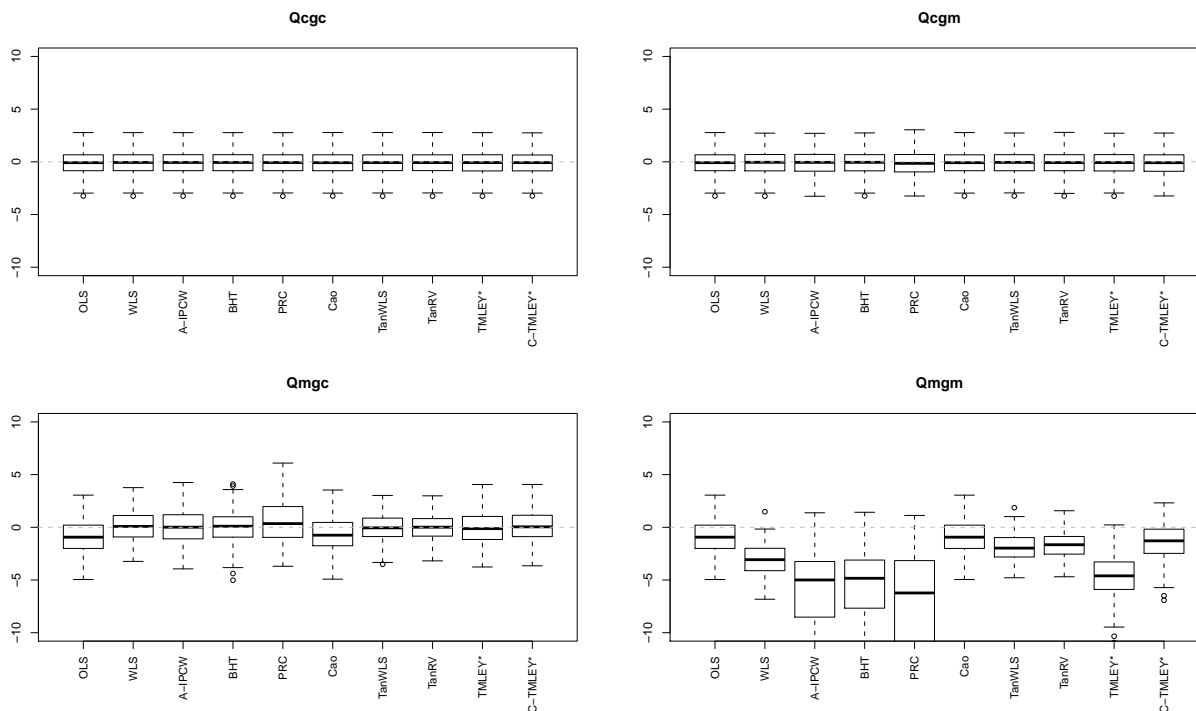 Qcgc
10
5
0
−5
−10
OLS
WLS
A−IPCW
BHT
PRC
Cao
TanWLS
TanRV
TMLEY*
C−TMLEY*
Qcgm
10
5
0
−5
−10
OLS
WLS
A−IPCW
BHT
PRC
Cao
TanWLS
TanRV
TMLEY*
C−TMLEY*
Qmgc
10
5
0
−5
−10
OLS
WLS
A−IPCW
BHT
PRC
Cao
TanWLS
TanRV
TMLEY*
C−TMLEY*
Qmgm
10
5
0
−5
−10
OLS
WLS
A−IPCW
BHT
PRC
Cao
TanWLS
TanRV
TMLEY*
C−TMLEY*